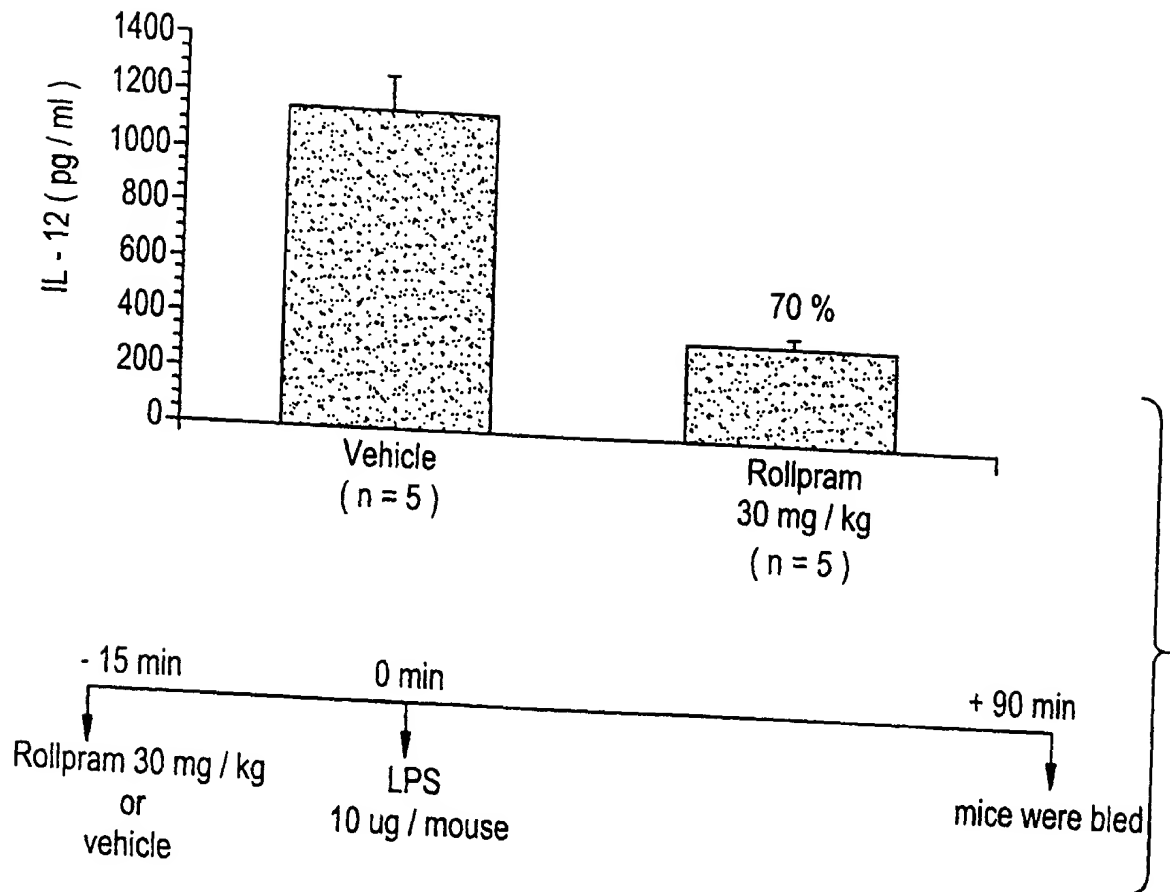 1400
1200
1000
800
600
400
200
0
IL - 12 ( pg / ml )
70 %
Vehicle
( n = 5 )
Rollpram
30 mg / kg
( n = 5 )
- 15 min
0 min
+ 90 min
Rollpram 30 mg / kg
or
vehicle
LPS
10 ug / mouse
mice were bled